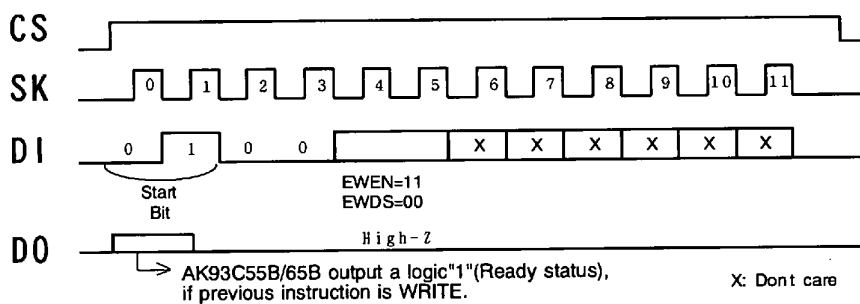 CS
SK 0 1 2 3 4 5 6 7 8 9 10 11
DI 0 1 0 0 X X X X X X
Start
Bit
EWEN=11
EWDS=00
DO High-Z
AK93C55B/65B output a logic"1"(Ready status),
if previous instruction is WRITE.
X: Dont care